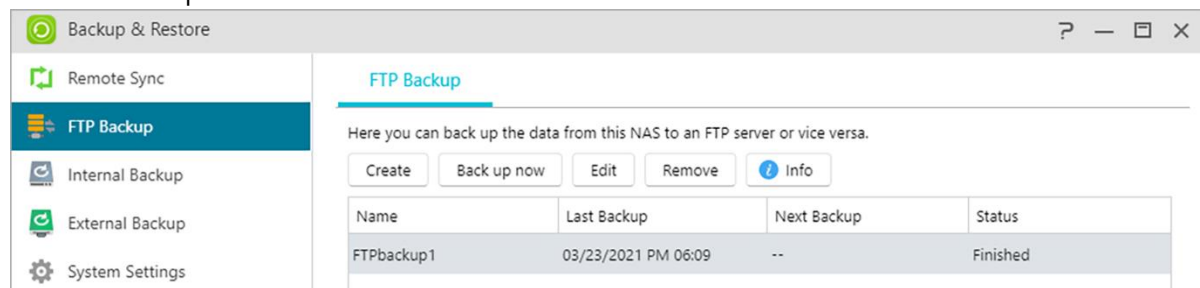 Backup & Restore
Remote Sync
FTP Backup
Internal Backup
External Backup
System Settings
FTP Backup
Here you can back up the data from this NAS to an FTP server or vice versa.
Create Back up now Edit Remove Info
Name Last Backup Next Backup Status
FTPbackup1 03/23/2021 PM 06:09 -- Finished